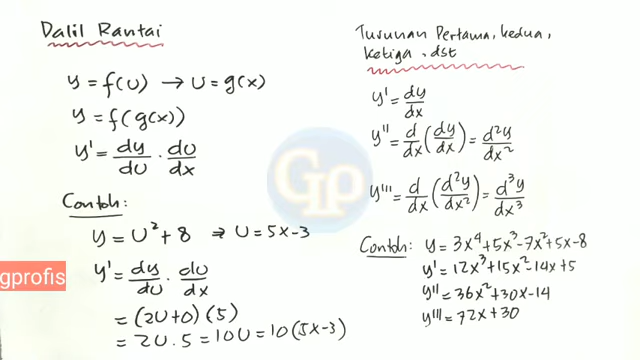 Dalil Rantai
y = f(U) → U = g(x)
y = f(g(x))
y' = dy/dU · dU/dx
Contoh:
y = U² + 8 ⇒ U = 5x-3
y' = dy/dU · dU/dx
= (2U+0) (5)
= 2U . 5 = 10U = 10(5x-3)
Turunan Pertama, kedua,
ketiga . dst
y' = dy/dx
y'' = d/dx (dy/dx) = d²y/dx²
y''' = d/dx (d²y/dx²) = d³y/dx³
Contoh: y = 3x⁴ + 5x³ - 7x² + 5x - 8
y' = 12x³ + 15x² - 14x + 5
y'' = 36x² + 30x - 14
y''' = 72x + 30
Gp
gprofis